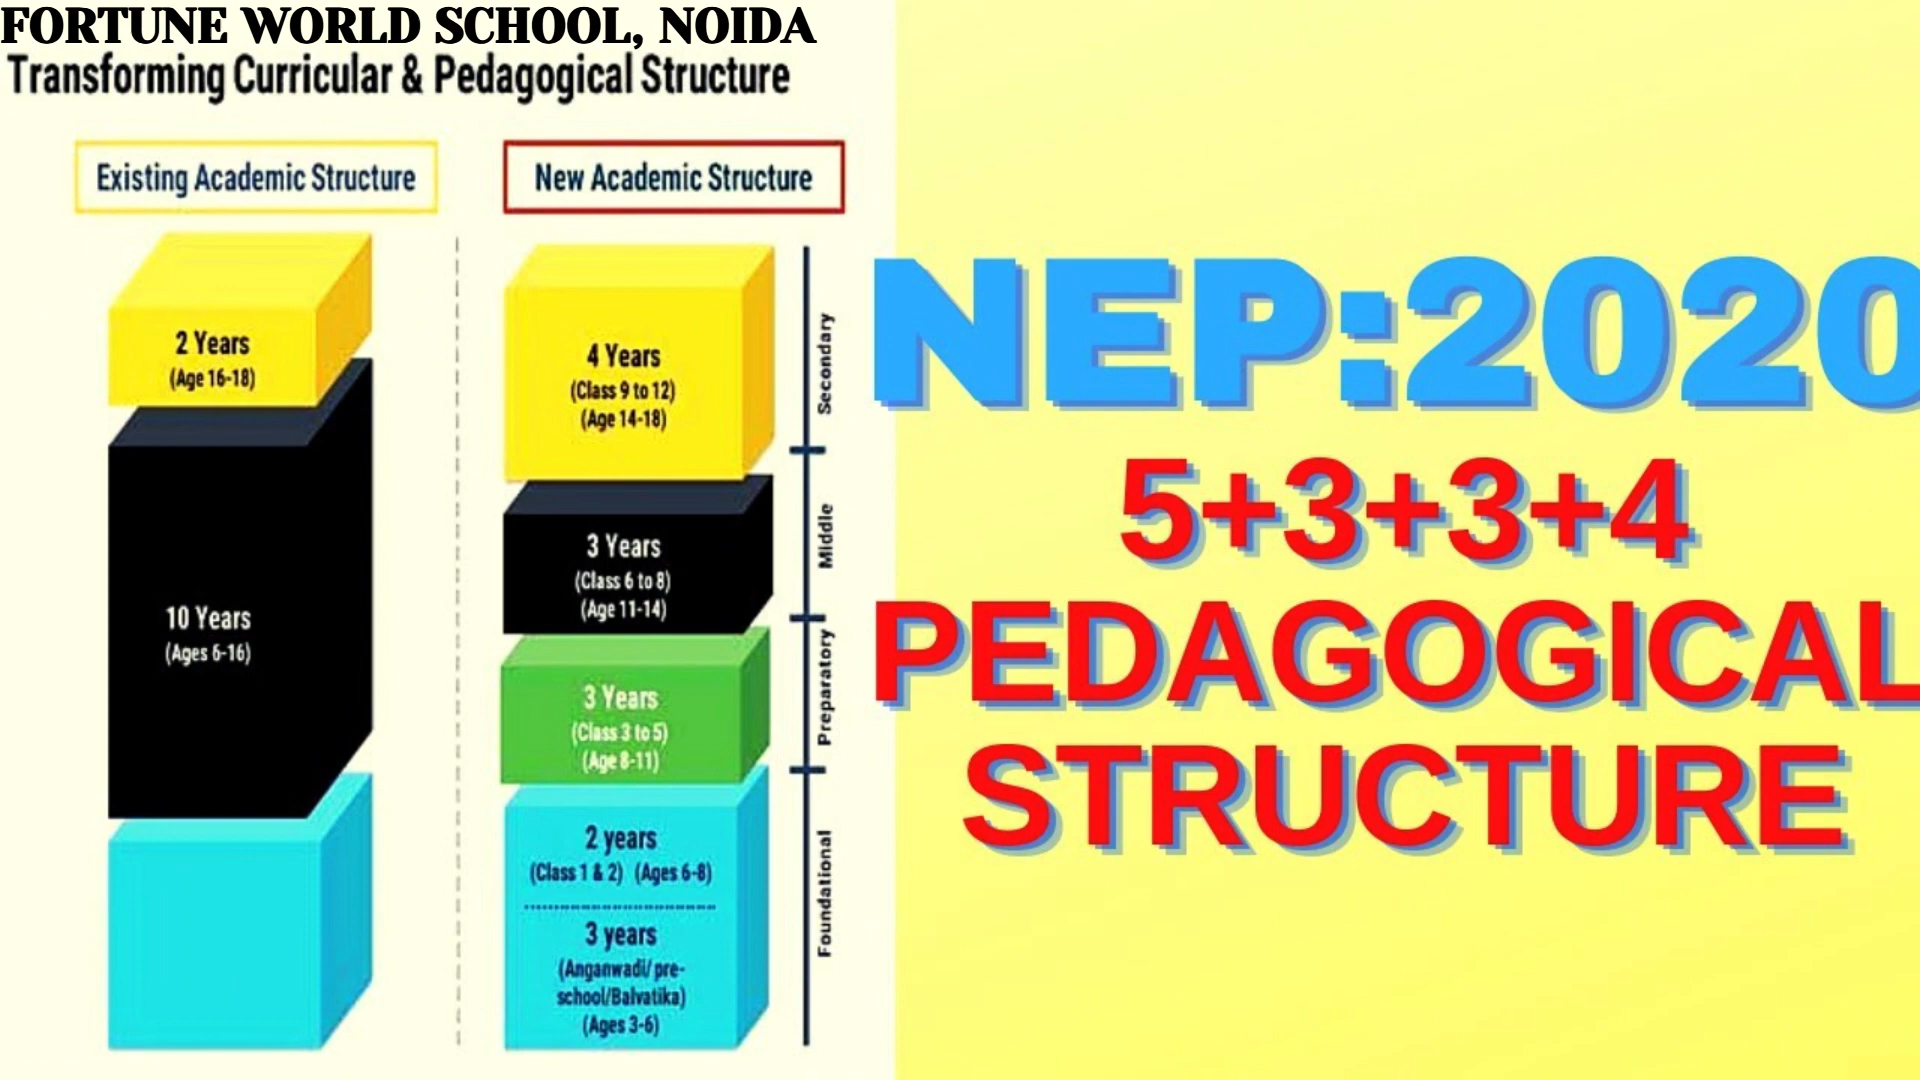 FORTUNE WORLD SCHOOL, NOIDA
Transforming Curricular & Pedagogical Structure
Existing Academic Structure
2 Years
(Age 16-18)
10 Years
(Ages 6-16)
New Academic Structure
4 Years
(Class 9 to 12)
(Age 14-18)
Secondary
3 Years
(Class 6 to 8)
(Age 11-14)
Middle
3 Years
(Class 3 to 5)
(Age 8-11)
Preparatory
2 years
(Class 1 & 2) (Ages 6-8)
3 years
(Anganwadi/ pre-
school/Balvatika)
(Ages 3-6)
Foundational
NEP:2020
5+3+3+4
PEDAGOGICAL
STRUCTURE